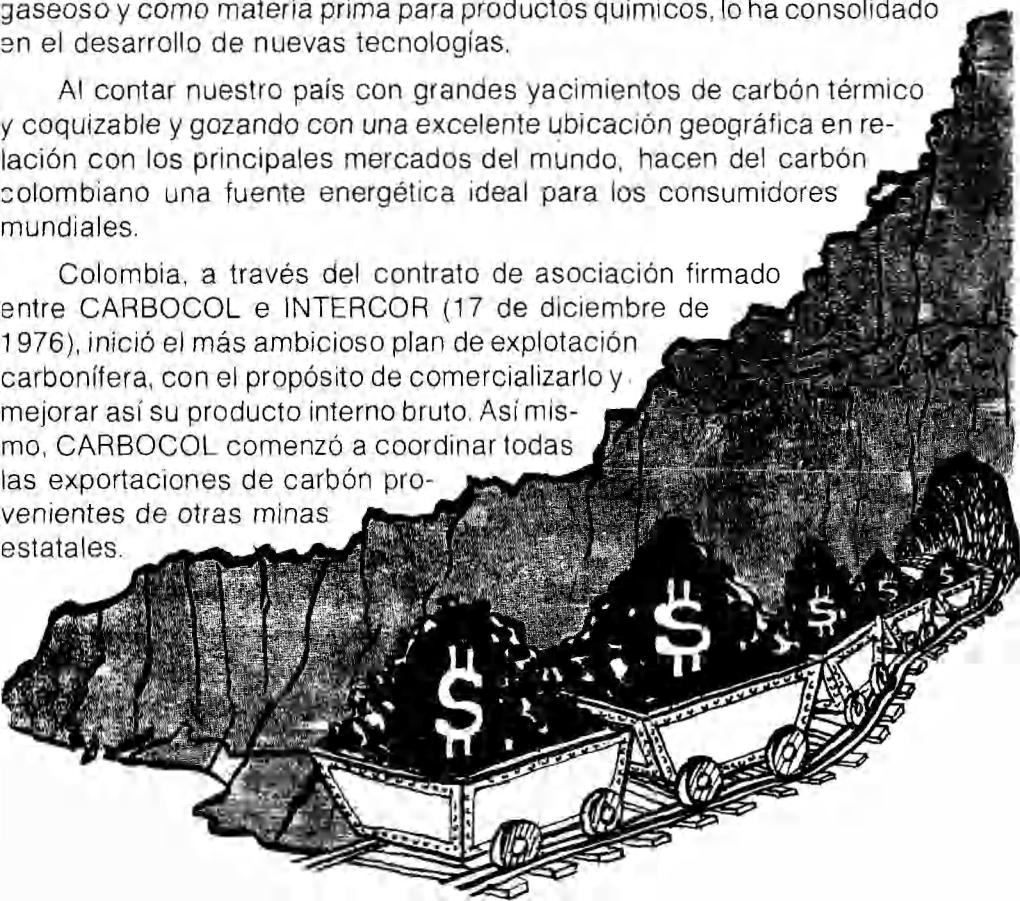 gaseoso y como materia prima para productos químicos, lo ha consolidado
en el desarrollo de nuevas tecnologías.
Al contar nuestro país con grandes yacimientos de carbón térmico
y coquizable y gozando con una excelente ubicación geográfica en re-
lación con los principales mercados del mundo, hacen del carbón
colombiano una fuente energética ideal para los consumidores
mundiales.
Colombia, a través del contrato de asociación firmado
entre CARBOCOL e INTERCOR (17 de diciembre de
1976), inició el más ambicioso plan de explotación
carbonífera, con el propósito de comercializarlo y
mejorar así su producto interno bruto. Así mis-
mo, CARBOCOL comenzó a coordinar todas
las exportaciones de carbón pro-
venientes de otras minas
estatales.
$ $ $ $ $